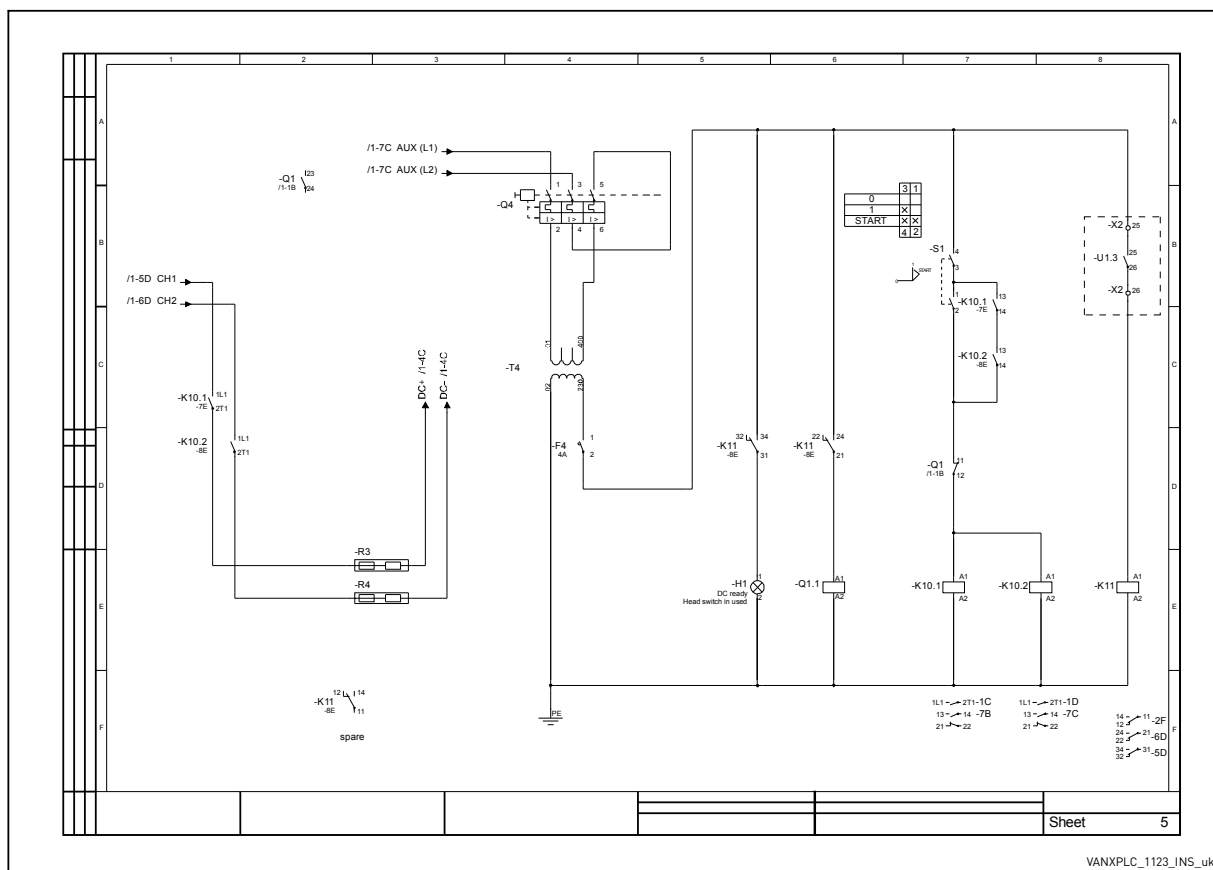 1 2 3 4 5 6 7 8
A A
/1-7C AUX (L1)
/1-7C AUX (L2)
-Q1
/1-1B
23
24
1 3 5
-Q4
I > I > I >
2 4 6
3 1
0
1 X
START X X
4 2
B B
-X2 25
-U1.3
25
26
-X2 26
-S1
4
3
1
START
0
1
2
-K10.1
-7E
13
14
/1-5D CH1
/1-6D CH2
C C
01 400
-T4
02 230
DC+ /1-4C
DC- /1-4C
-K10.2
-8E
13
14
-K10.1
-7E
1L1
2T1
-K10.2
-8E
1L1
2T1
-F4
4A
1
2
-K11
-8E
32 34
31
-K11
-8E
22 24
21
-Q1
/1-1B
11
12
D D
-R3
-R4
-H1
DC ready
Head switch in used
1
2
-Q1.1
A1
A2
-K10.1
A1
A2
-K10.2
A1
A2
-K11
A1
A2
E E
-K11
-8E
12 14
11
spare
PE
1L1 2T1 -1C
13 14 -7B
21 22
1L1 2T1 -1D
13 14 -7C
21 22
14 11 -2F
12
24 21 -6D
22
34 31 -5D
32
F F
Sheet 5
VANXPLC_1123_INS_uk